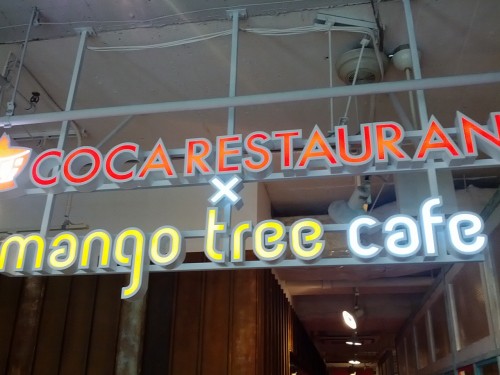 COCA RESTAURAN
×
mango tree cafe